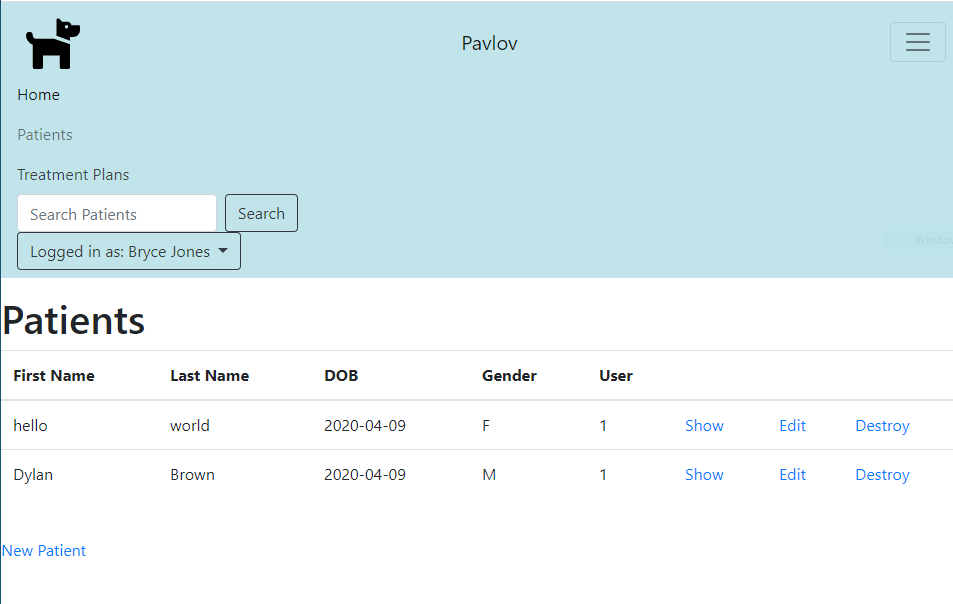 Pavlov
Home
Patients
Treatment Plans
Search Patients Search
Logged in as: Bryce Jones
Patients
First Name Last Name DOB Gender User
hello world 2020-04-09 F 1 Show Edit Destroy
Dylan Brown 2020-04-09 M 1 Show Edit Destroy
New Patient